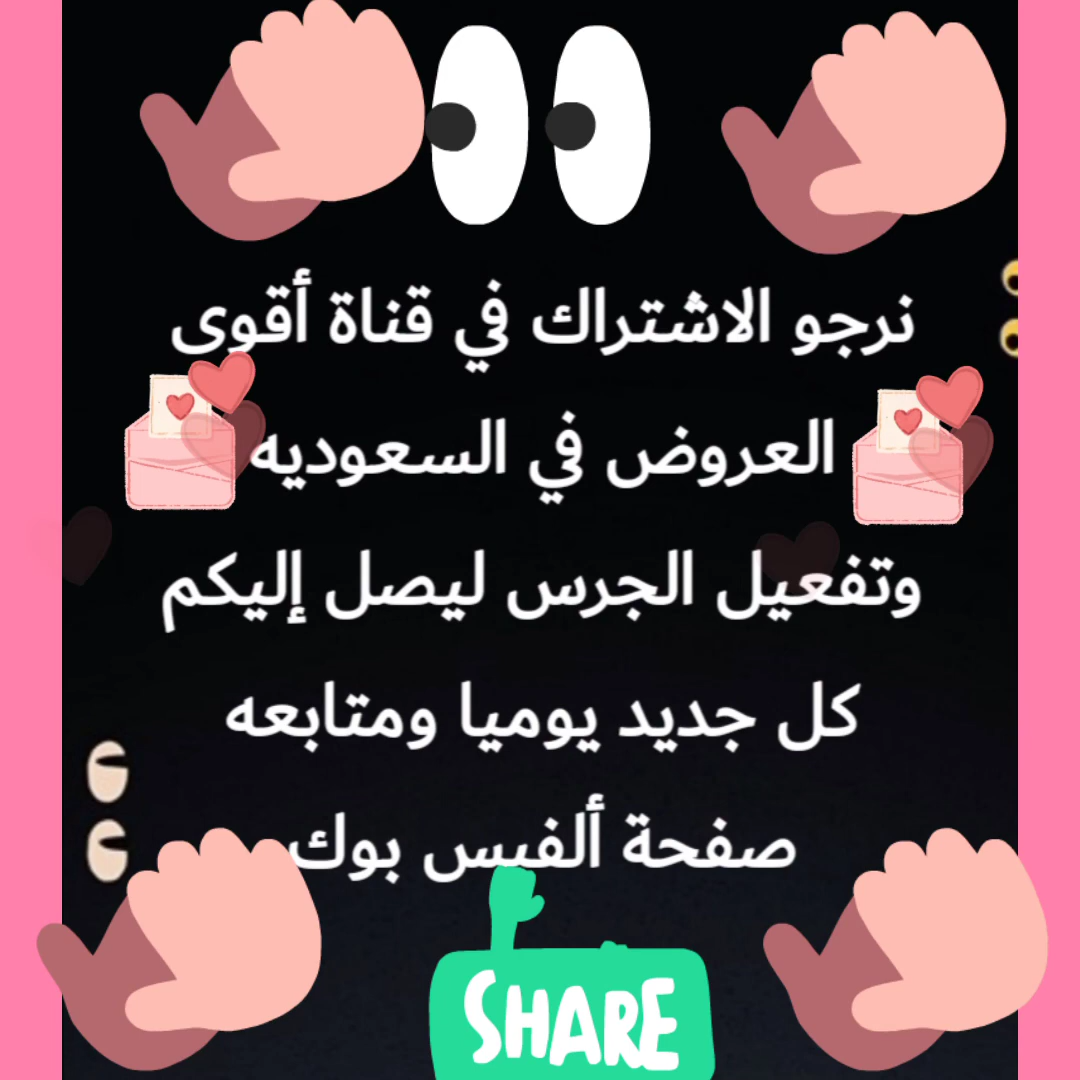 نرجو الاشتراك في قناة أقوى
العروض في السعوديه
وتفعيل الجرس ليصل إليكم
كل جديد يوميا ومتابعه
صفحة ألفيس بوك
SHARE